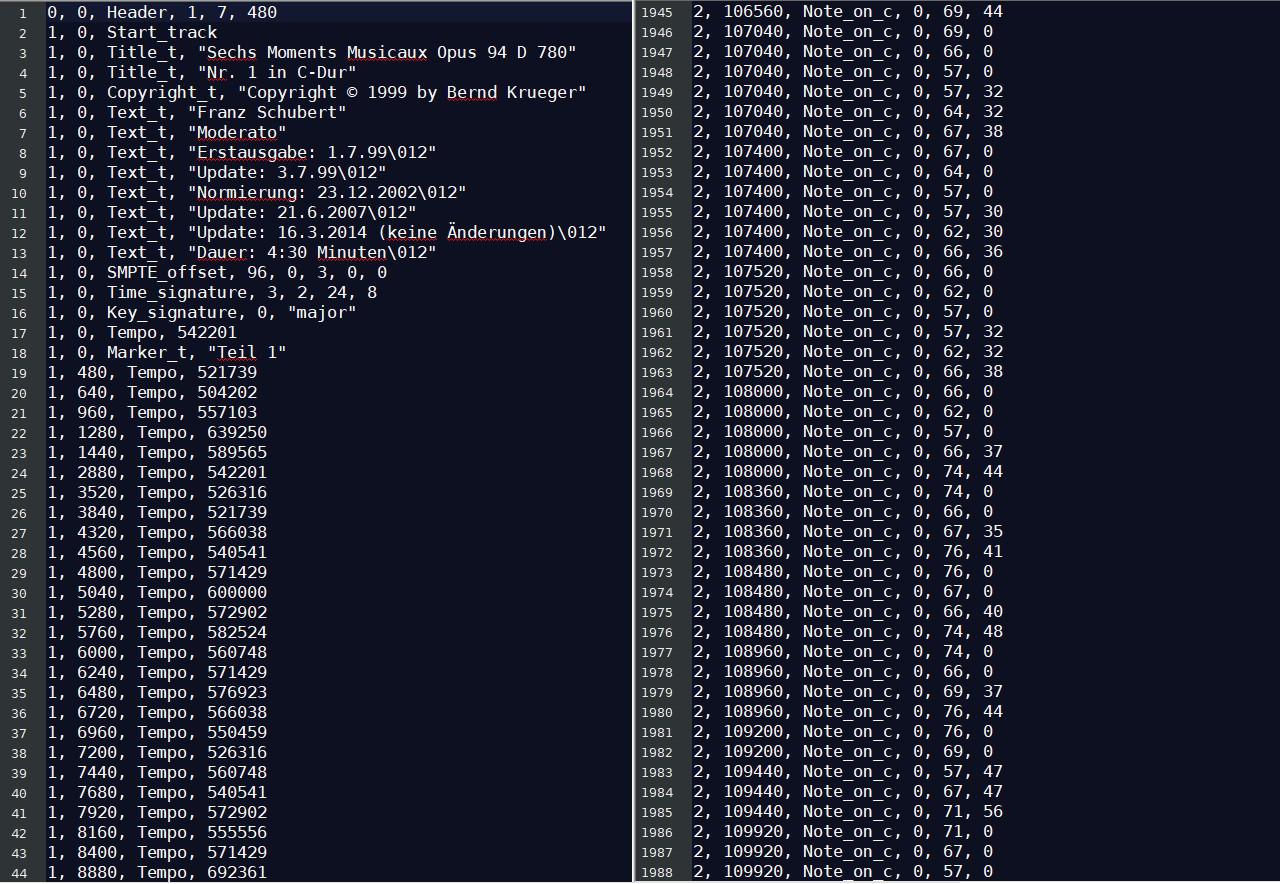 1 0, 0, Header, 1, 7, 480
2 1, 0, Start_track
3 1, 0, Title_t, "Sechs Moments Musicaux Opus 94 D 780"
4 1, 0, Title_t, "Nr. 1 in C-Dur"
5 1, 0, Copyright_t, "Copyright © 1999 by Bernd Krueger"
6 1, 0, Text_t, "Franz Schubert"
7 1, 0, Text_t, "Moderato"
8 1, 0, Text_t, "Erstausgabe: 1.7.99\012"
9 1, 0, Text_t, "Update: 3.7.99\012"
10 1, 0, Text_t, "Normierung: 23.12.2002\012"
11 1, 0, Text_t, "Update: 21.6.2007\012"
12 1, 0, Text_t, "Update: 16.3.2014 (keine Änderungen)\012"
13 1, 0, Text_t, "Dauer: 4:30 Minuten\012"
14 1, 0, SMPTE_offset, 96, 0, 3, 0, 0
15 1, 0, Time_signature, 3, 2, 24, 8
16 1, 0, Key_signature, 0, "major"
17 1, 0, Tempo, 542201
18 1, 0, Marker_t, "Teil 1"
19 1, 480, Tempo, 521739
20 1, 640, Tempo, 504202
21 1, 960, Tempo, 557103
22 1, 1280, Tempo, 639250
23 1, 1440, Tempo, 589565
24 1, 2880, Tempo, 542201
25 1, 3520, Tempo, 526316
26 1, 3840, Tempo, 521739
27 1, 4320, Tempo, 566038
28 1, 4560, Tempo, 540541
29 1, 4800, Tempo, 571429
30 1, 5040, Tempo, 600000
31 1, 5280, Tempo, 572902
32 1, 5760, Tempo, 582524
33 1, 6000, Tempo, 560748
34 1, 6240, Tempo, 571429
35 1, 6480, Tempo, 576923
36 1, 6720, Tempo, 566038
37 1, 6960, Tempo, 550459
38 1, 7200, Tempo, 526316
39 1, 7440, Tempo, 560748
40 1, 7680, Tempo, 540541
41 1, 7920, Tempo, 572902
42 1, 8160, Tempo, 555556
43 1, 8400, Tempo, 571429
44 1, 8880, Tempo, 692361
1945 2, 106560, Note_on_c, 0, 69, 44
1946 2, 107040, Note_on_c, 0, 69, 0
1947 2, 107040, Note_on_c, 0, 66, 0
1948 2, 107040, Note_on_c, 0, 57, 0
1949 2, 107040, Note_on_c, 0, 57, 32
1950 2, 107040, Note_on_c, 0, 64, 32
1951 2, 107040, Note_on_c, 0, 67, 38
1952 2, 107400, Note_on_c, 0, 67, 0
1953 2, 107400, Note_on_c, 0, 64, 0
1954 2, 107400, Note_on_c, 0, 57, 0
1955 2, 107400, Note_on_c, 0, 57, 30
1956 2, 107400, Note_on_c, 0, 62, 30
1957 2, 107400, Note_on_c, 0, 66, 36
1958 2, 107520, Note_on_c, 0, 66, 0
1959 2, 107520, Note_on_c, 0, 62, 0
1960 2, 107520, Note_on_c, 0, 57, 0
1961 2, 107520, Note_on_c, 0, 57, 32
1962 2, 107520, Note_on_c, 0, 62, 32
1963 2, 107520, Note_on_c, 0, 66, 38
1964 2, 108000, Note_on_c, 0, 66, 0
1965 2, 108000, Note_on_c, 0, 62, 0
1966 2, 108000, Note_on_c, 0, 57, 0
1967 2, 108000, Note_on_c, 0, 66, 37
1968 2, 108000, Note_on_c, 0, 74, 44
1969 2, 108360, Note_on_c, 0, 74, 0
1970 2, 108360, Note_on_c, 0, 66, 0
1971 2, 108360, Note_on_c, 0, 67, 35
1972 2, 108360, Note_on_c, 0, 76, 41
1973 2, 108480, Note_on_c, 0, 76, 0
1974 2, 108480, Note_on_c, 0, 67, 0
1975 2, 108480, Note_on_c, 0, 66, 40
1976 2, 108480, Note_on_c, 0, 74, 48
1977 2, 108960, Note_on_c, 0, 74, 0
1978 2, 108960, Note_on_c, 0, 66, 0
1979 2, 108960, Note_on_c, 0, 69, 37
1980 2, 108960, Note_on_c, 0, 76, 44
1981 2, 109200, Note_on_c, 0, 76, 0
1982 2, 109200, Note_on_c, 0, 69, 0
1983 2, 109440, Note_on_c, 0, 57, 47
1984 2, 109440, Note_on_c, 0, 67, 47
1985 2, 109440, Note_on_c, 0, 71, 56
1986 2, 109920, Note_on_c, 0, 71, 0
1987 2, 109920, Note_on_c, 0, 67, 0
1988 2, 109920, Note_on_c, 0, 57, 0